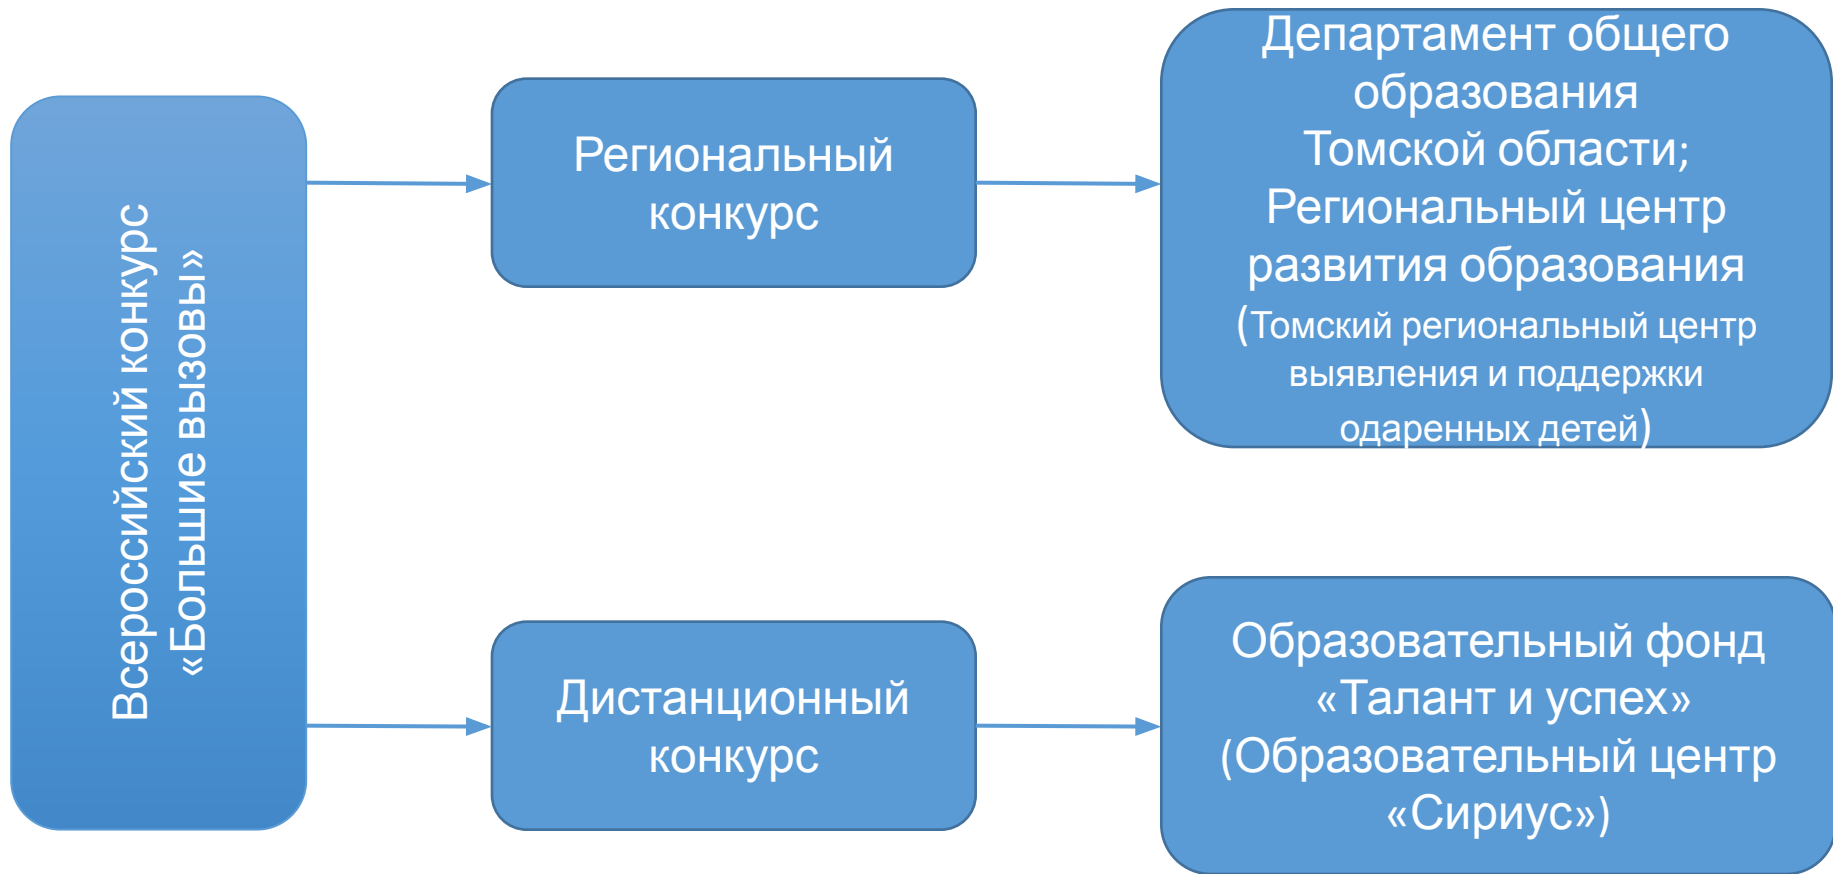 Всероссийский конкурс
«Большие вызовы»
Региональный
конкурс
Департамент общего
образования
Томской области;
Региональный центр
развития образования
(Томский региональный центр
выявления и поддержки
одаренных детей)
Дистанционный
конкурс
Образовательный фонд
«Талант и успех»
(Образовательный центр
«Сириус»)